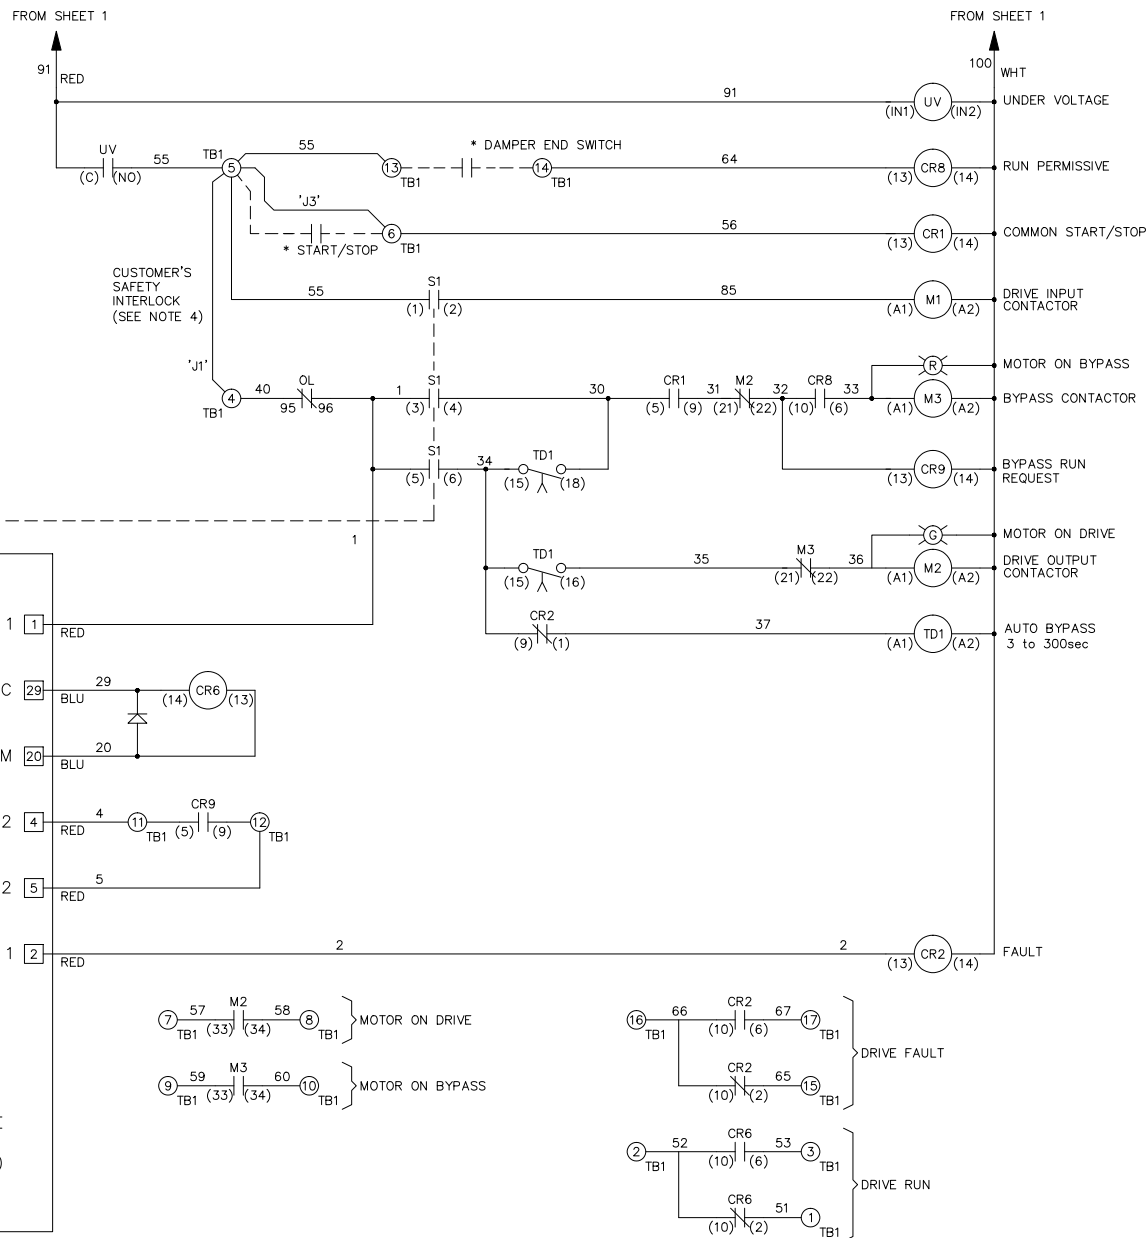 FROM SHEET 1 FROM SHEET 1
91 RED 100 WHT
91 (IN1) UV (IN2) UNDER VOLTAGE
UV 55 TB1 55 * DAMPER END SWITCH 64
(C) (NO) 5 13 TB1 14 TB1 (13) CR8 (14) RUN PERMISSIVE
'J3' 56
* START/STOP 6 TB1 (13) CR1 (14) COMMON START/STOP
CUSTOMER'S
SAFETY
INTERLOCK
(SEE NOTE 4)
55 S1 (1) (2) 85 (A1) M1 (A2) DRIVE INPUT
CONTACTOR
'J1' R MOTOR ON BYPASS
TB1 4 40 OL 95 96 1 S1 (3) (4) 30 CR1 (5) (9) 31 M2 (21) (22) 32 CR8 (10) (6) 33 (A1) M3 (A2) BYPASS CONTACTOR
S1 (5) (6) 34 TD1 (15) (18) (13) CR9 (14) BYPASS RUN
REQUEST
1 G MOTOR ON DRIVE
TD1 (15) (16) 35 M3 (21) (22) 36 (A1) M2 (A2) DRIVE OUTPUT
CONTACTOR
1 1 RED CR2 (9) (1) 37 (A1) TD1 (A2) AUTO BYPASS
3 to 300sec
C 29 BLU 29 (14) CR6 (13)
M 20 BLU 20
2 4 RED 4 11 TB1 CR9 (5) (9) 12 TB1
2 5 RED 5
1 2 RED 2 2 (13) CR2 (14) FAULT
7 TB1 57 M2 (33) (34) 58 8 TB1 MOTOR ON DRIVE
9 TB1 59 M3 (33) (34) 60 10 TB1 MOTOR ON BYPASS
16 TB1 66 CR2 (10) (6) 67 17 TB1
DRIVE FAULT
CR2 (10) (2) 65 15 TB1
2 TB1 52 CR6 (10) (6) 53 3 TB1
DRIVE RUN
CR6 (10) (2) 51 1 TB1